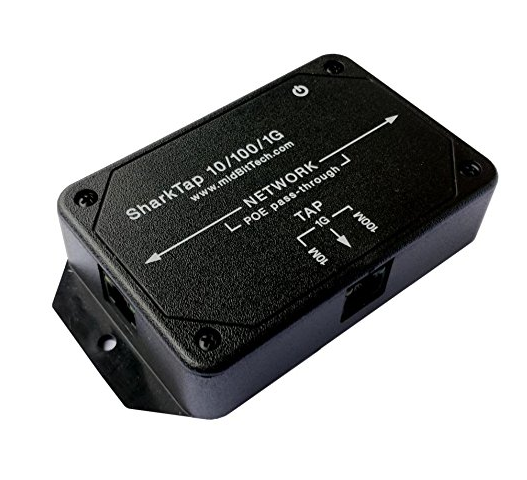 SharkTap 10/100/1G
www.midBitTech.com
NETWORK
POE pass-through
TAP
10M 1G 100M